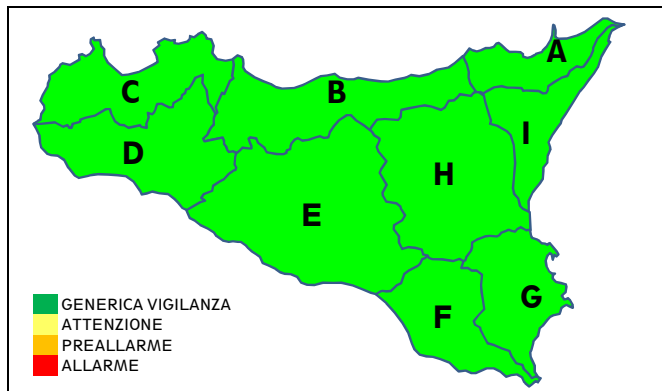 A
C
B
I
D
H
E
G
F
GENERICA VIGILANZA
ATTENZIONE
PREALLARME
ALLARME